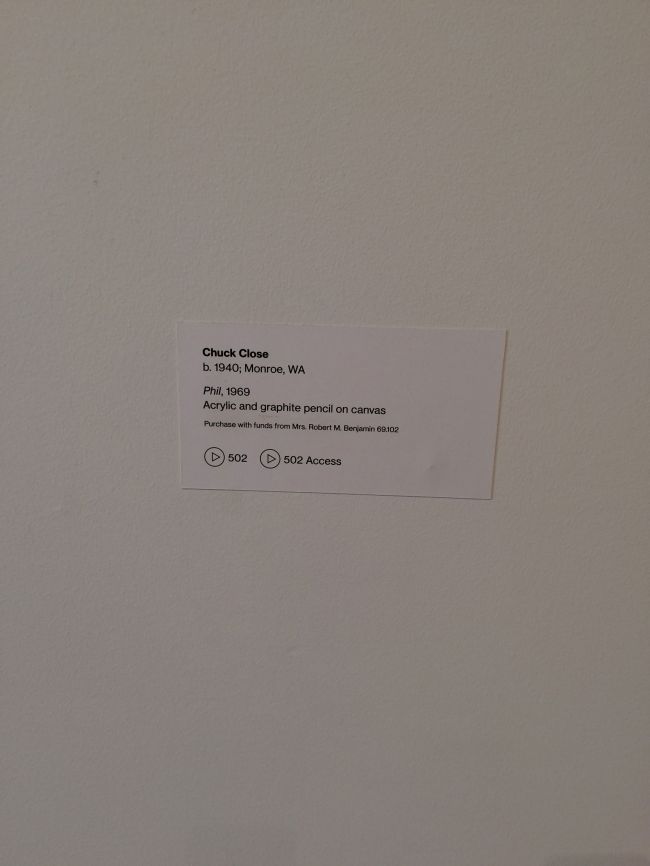 Chuck Close
b. 1940; Monroe, WA
Phil, 1969
Acrylic and graphite pencil on canvas
Purchase with funds from Mrs. Robert M. Benjamin 69.102
502 502 Access